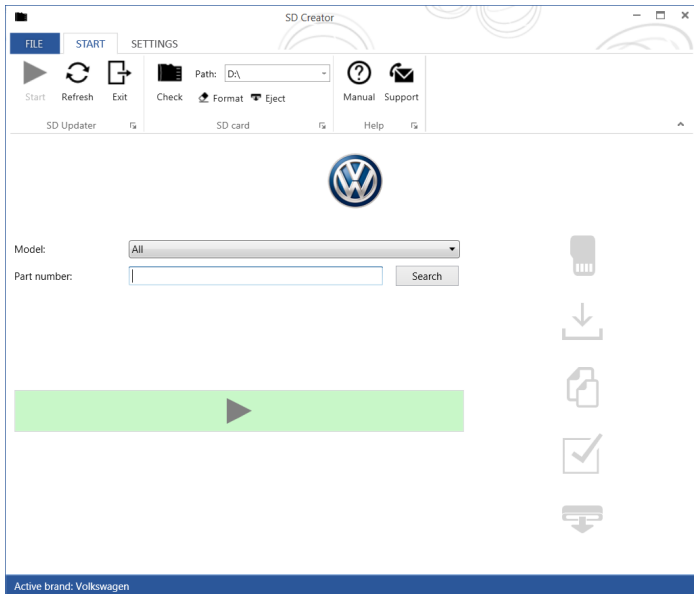 SD Creator
FILE START SETTINGS
Path: D:\
Start Refresh Exit Check Format Eject Manual Support
SD Updater SD card Help
Model: All
Part number: Search
Active brand: Volkswagen